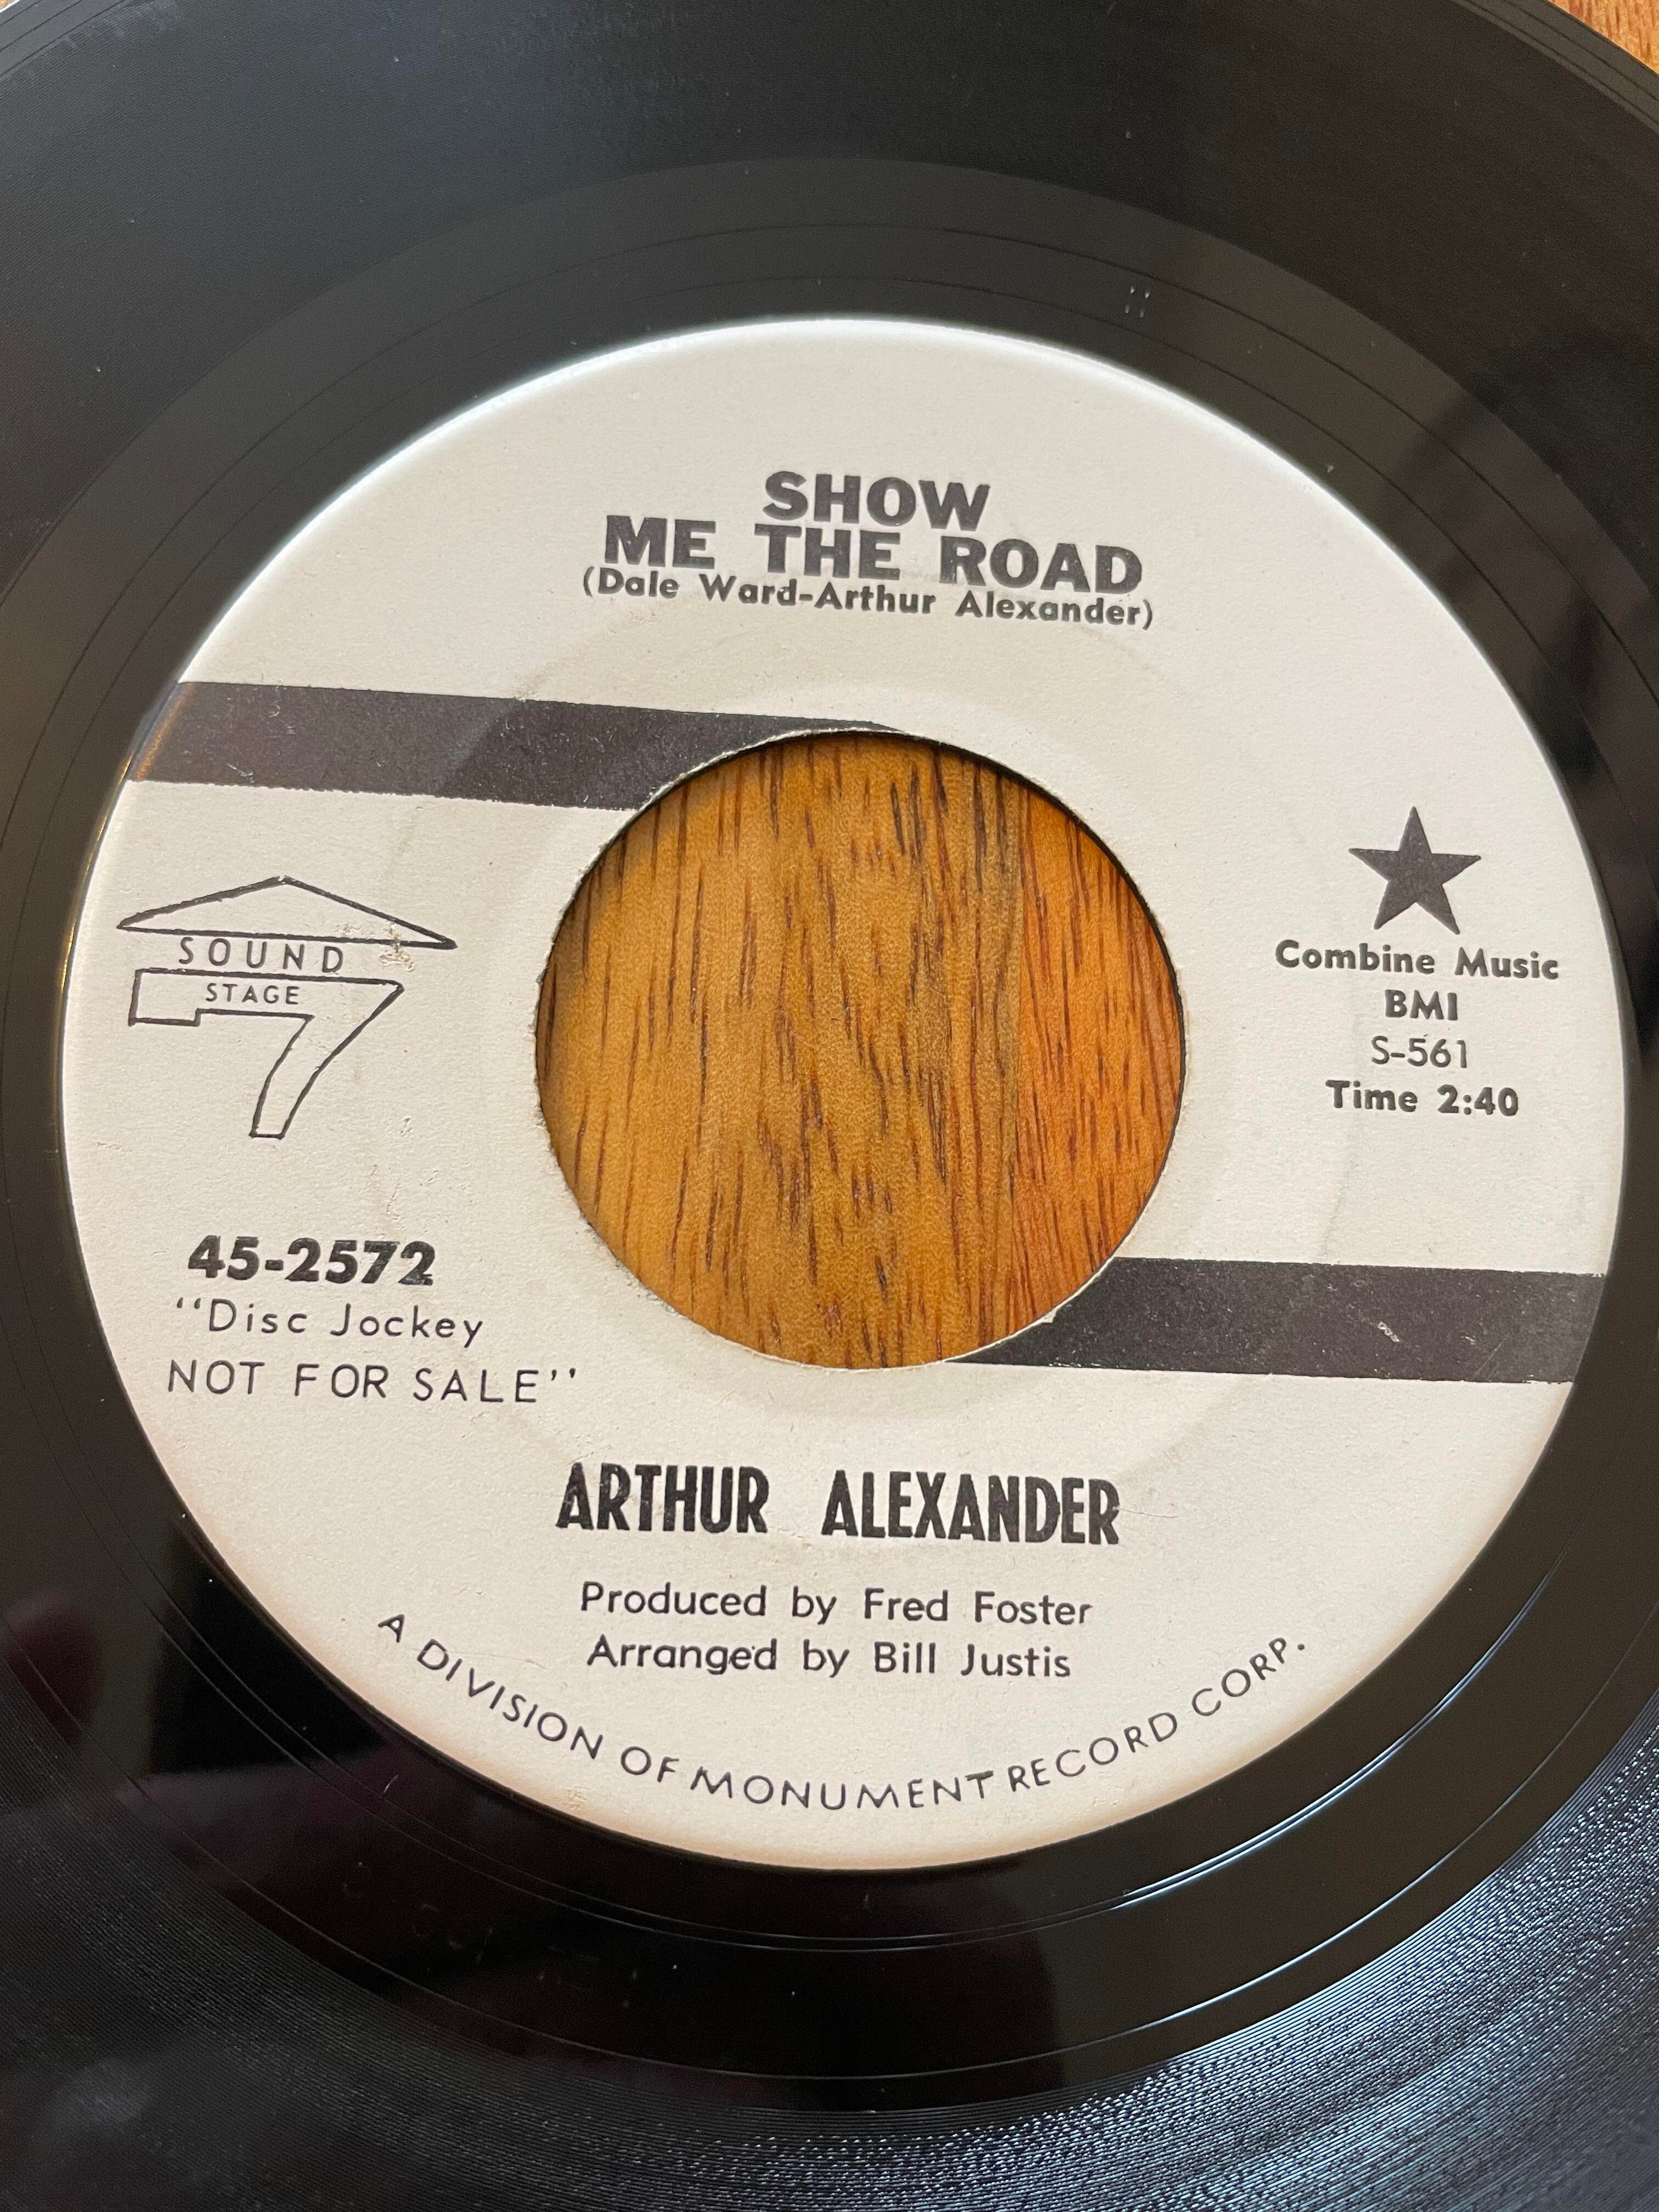 SHOW
ME THE ROAD
(Dale Ward-Arthur Alexander)
SOUND
STAGE
7
Combine Music
BMI
S-561
Time 2:40
45-2572
“Disc Jockey
NOT FOR SALE”
ARTHUR ALEXANDER
Produced by Fred Foster
Arranged by Bill Justis
A DIVISION OF MONUMENT RECORD CORP.